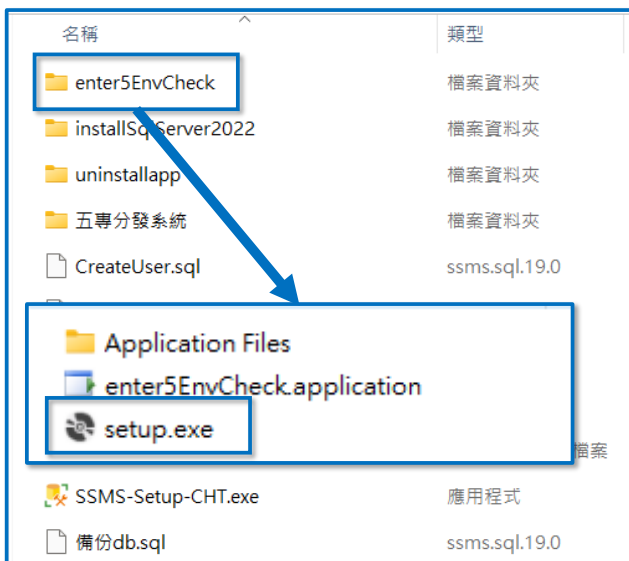 名稱 類型
enter5EnvCheck 檔案資料夾
installSqlServer2022 檔案資料夾
uninstallapp 檔案資料夾
五專分發系統 檔案資料夾
CreateUser.sql ssms.sql.19.0
Application Files
enter5EnvCheck.application
setup.exe
檔案
SSMS-Setup-CHT.exe 應用程式
備份db.sql ssms.sql.19.0